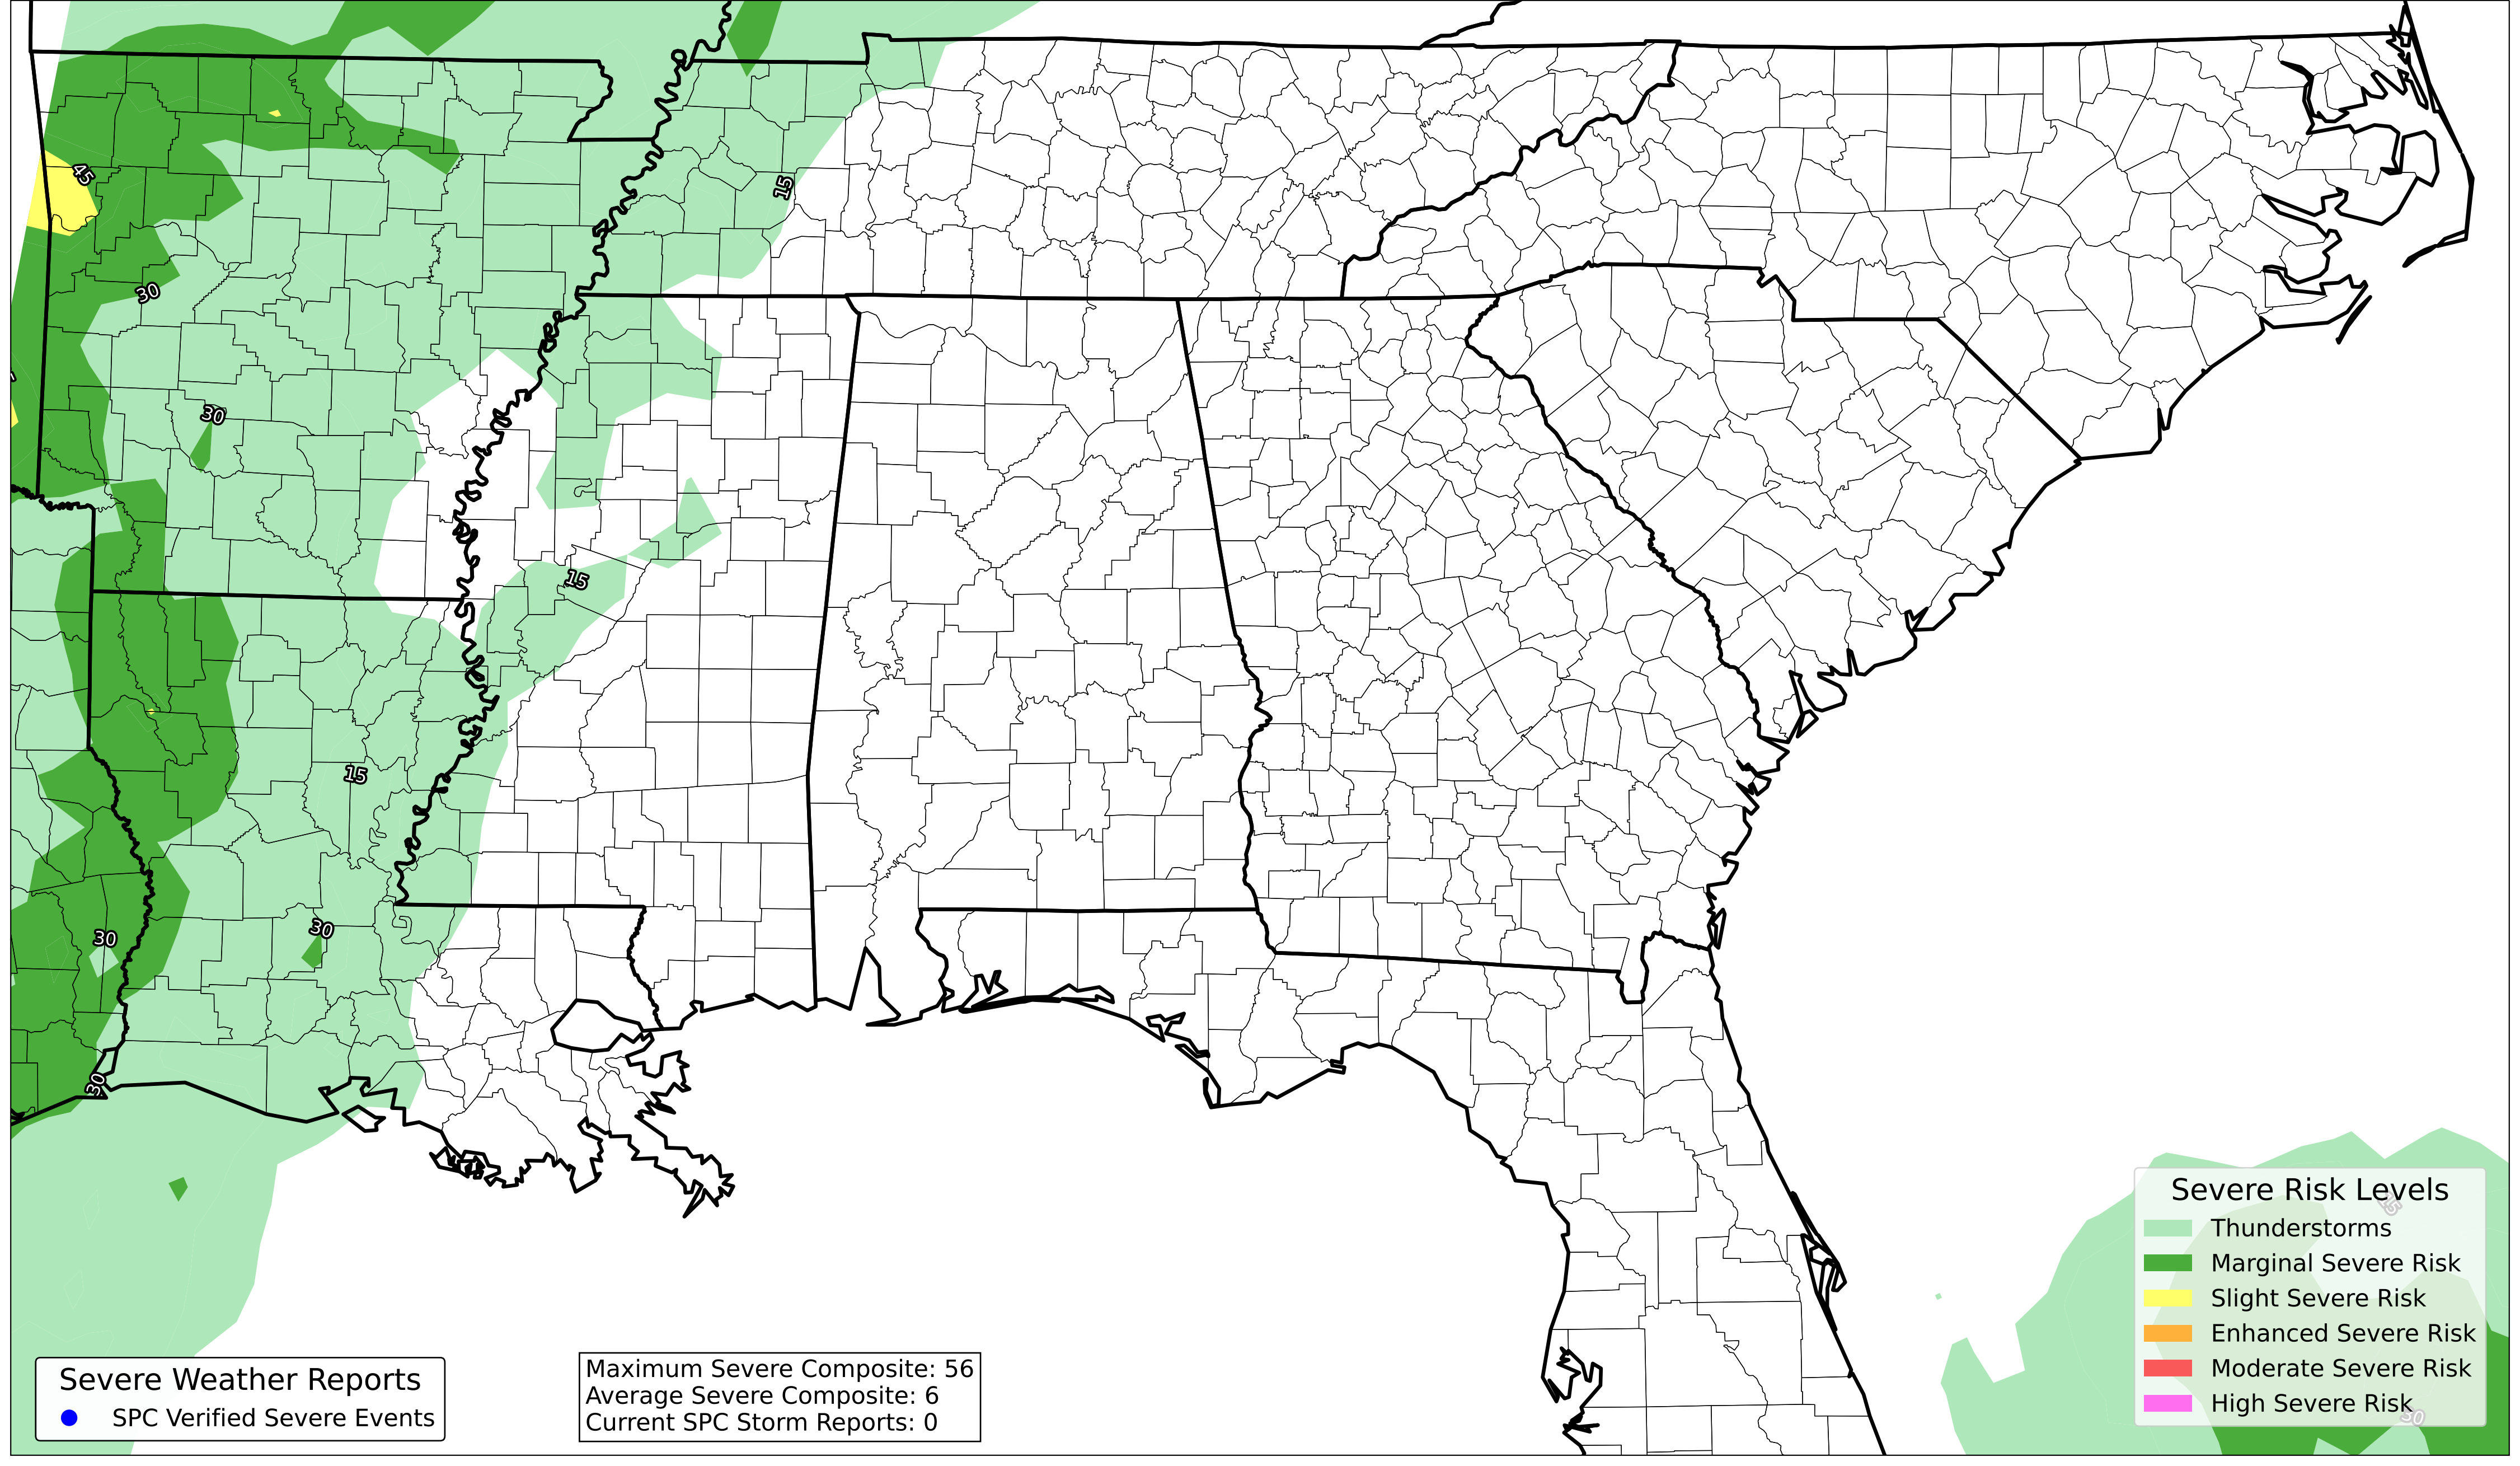 45
15
30
30
15
15
30
30
30
Severe Risk Levels
Thunderstorms
Marginal Severe Risk
Slight Severe Risk
Enhanced Severe Risk
Moderate Severe Risk
High Severe Risk
30
Severe Weather Reports
SPC Verified Severe Events
Maximum Severe Composite: 56
Average Severe Composite: 6
Current SPC Storm Reports: 0